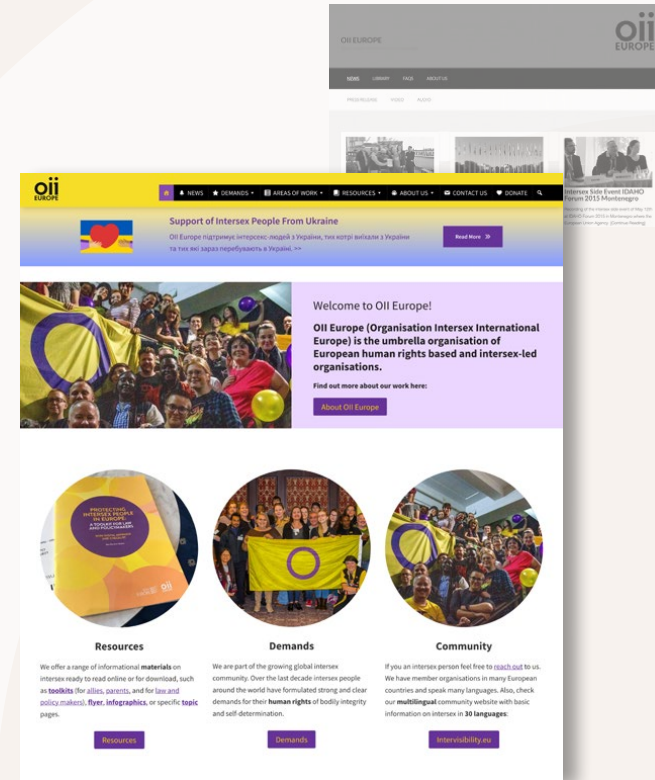 OII EUROPE
oii
EUROPE
NEWS LIBRARY FAQS ABOUT US
PRESS RELEASE VIDEO AUDIO
Intersex Side Event IDAHO
Forum 2015 Montenegro
oii
EUROPE
NEWS DEMANDS AREAS OF WORK RESOURCES ABOUT US CONTACT US DONATE
Support of Intersex People From Ukraine
OII Europe підтримує інтерсекс-людей з України, тих котрі виїхали з України
та тих які зараз перебувають в Україні. >>
Read More
Welcome to OII Europe!
OII Europe (Organisation Intersex International
Europe) is the umbrella organisation of
European human rights based and intersex-led
organisations.
Find out more about our work here:
About OII Europe
PROTECTING
INTERSEX PEOPLE
IN EUROPE:
A TOOLKIT FOR LAW
AND POLICYMAKERS
oii
Resources
We offer a range of informational materials on
intersex ready to read online or for download, such
as toolkits (for allies, parents, and for law and
policy makers), flyer, infographics, or specific topic
pages.
Resources
Demands
We are part of the growing global intersex
community. Over the last decade intersex people
around the world have formulated strong and clear
demands for their human rights of bodily integrity
and self-determination.
Demands
Community
If you an intersex person feel free to reach out to us.
We have member organisations in many European
countries and speak many languages. Also, check
our multilingual community website with basic
information on intersex in 30 languages:
Intervisibility.eu